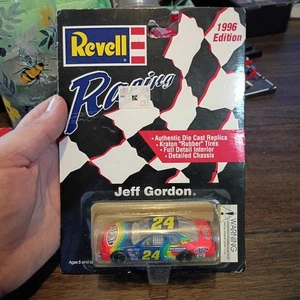 Revell
1996
Edition
Racing
• Authentic Die Cast Replica
• Kraton "Rubber" Tires
• Full Detail Interior
• Detailed Chassis
Jeff Gordon
24
24
WARNING